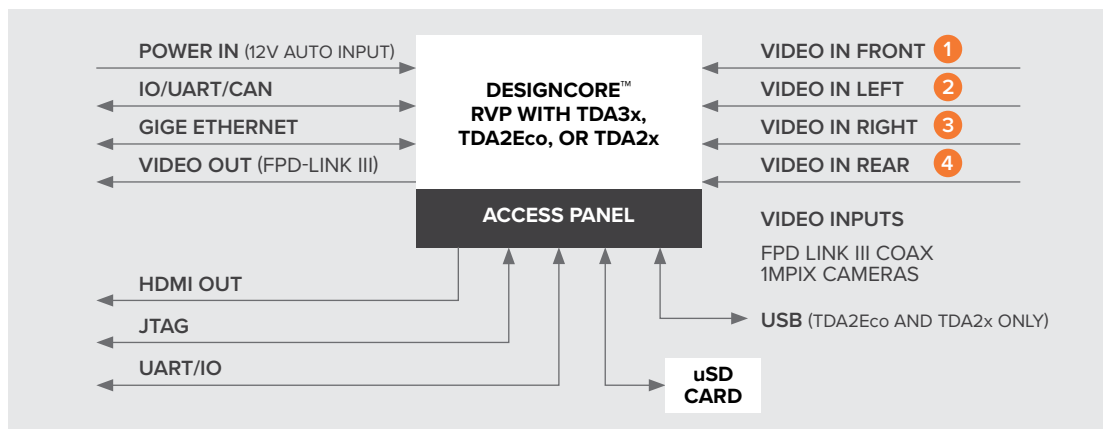 POWER IN (12V AUTO INPUT)
IO/UART/CAN
GIGE ETHERNET
VIDEO OUT (FPD-LINK III)
DESIGNCORE™
RVP WITH TDA3x,
TDA2Eco, OR TDA2x
ACCESS PANEL
VIDEO IN FRONT 1
VIDEO IN LEFT 2
VIDEO IN RIGHT 3
VIDEO IN REAR 4
VIDEO INPUTS
FPD LINK III COAX
1MPIX CAMERAS
HDMI OUT
JTAG
UART/IO
USB (TDA2Eco AND TDA2x ONLY)
uSD
CARD